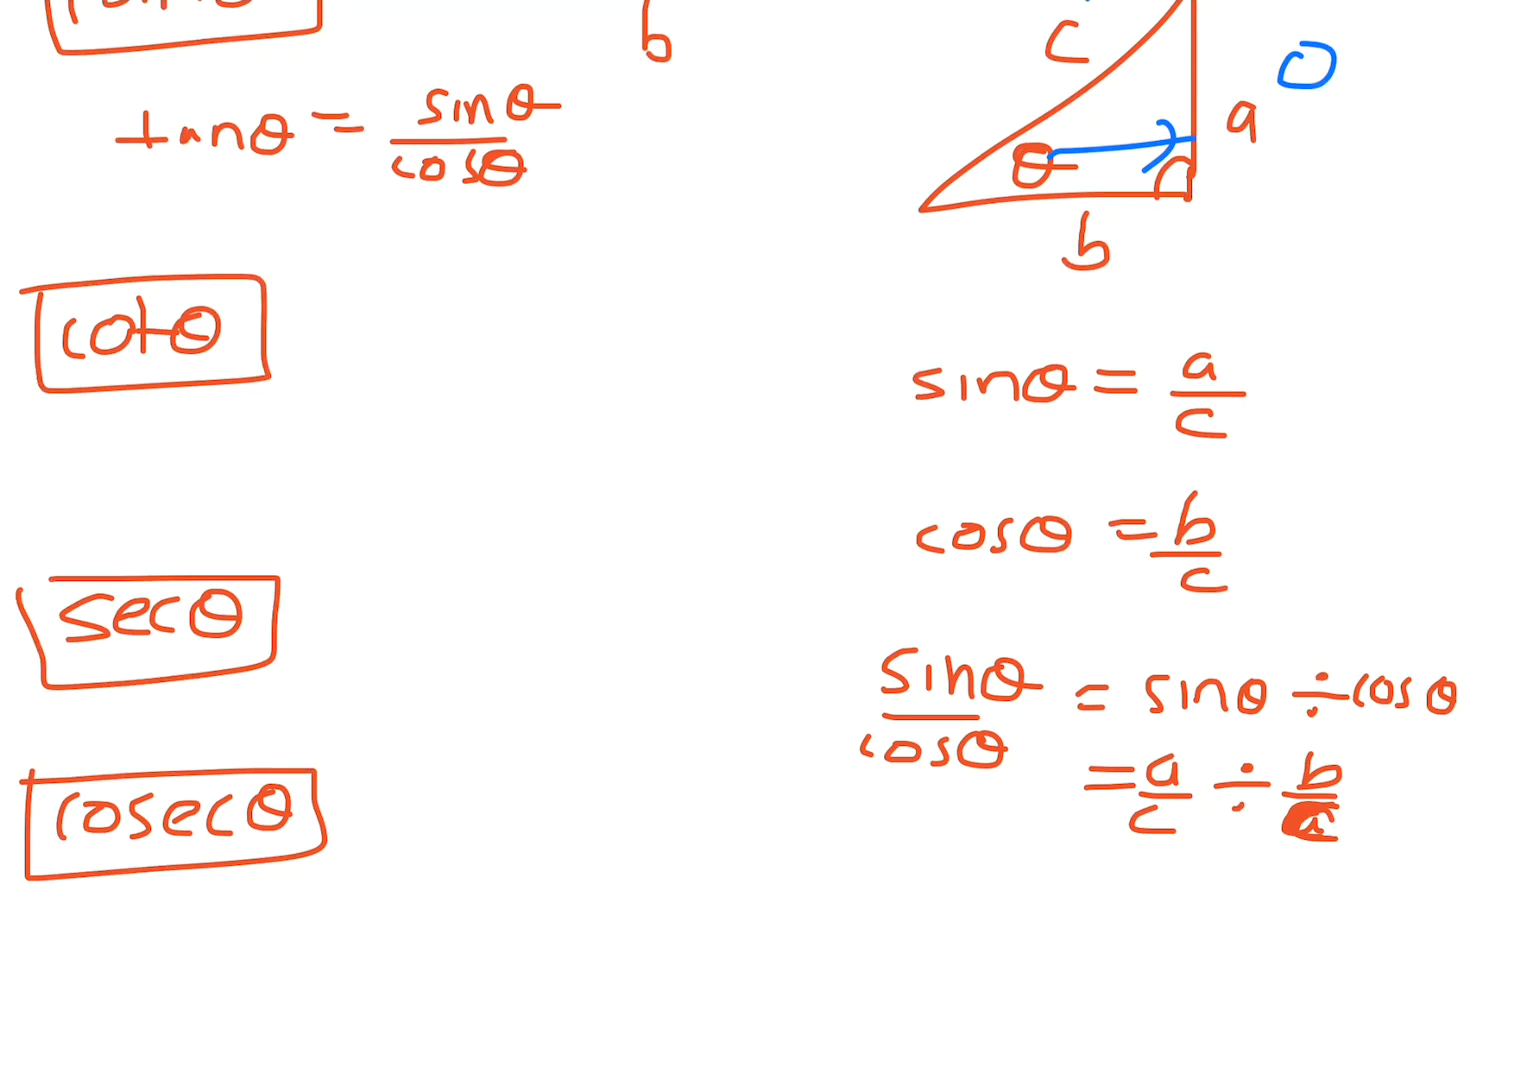 b
c
O
a
θ
b
tanθ = sinθ/cosθ
cotθ
sinθ = a/c
cosθ = b/c
secθ
sinθ/cosθ = sinθ ÷ cosθ
= a/c ÷ b/c
cosecθ